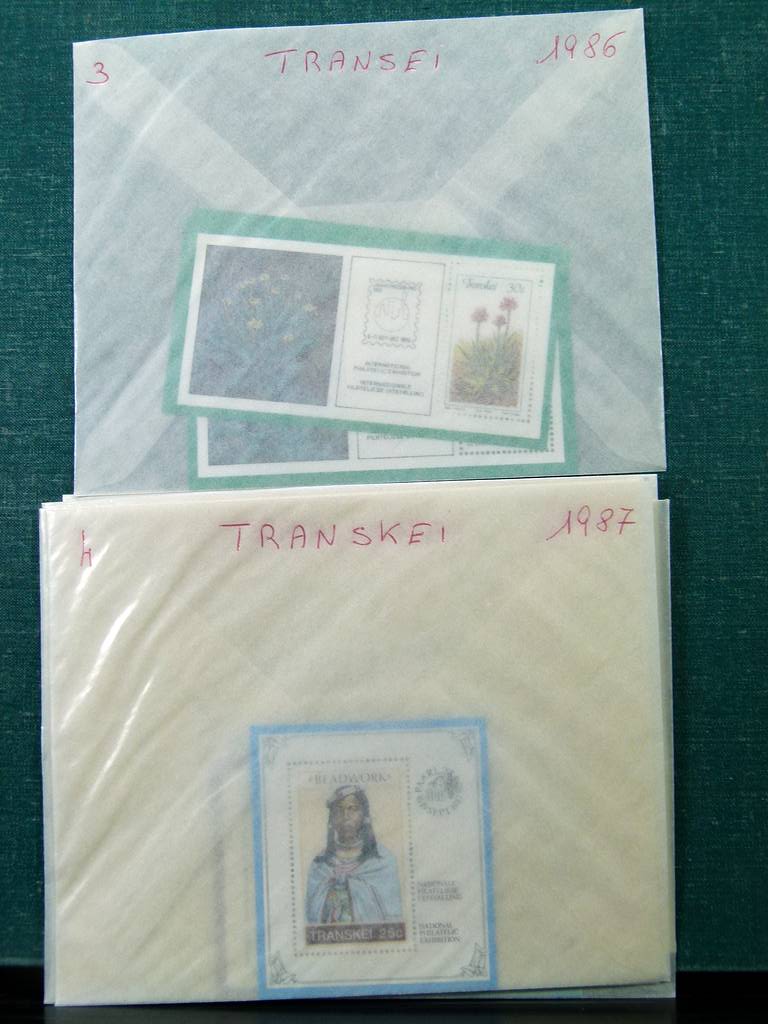 3 TRANSEI 1986
Transkei 30c
INTERNATIONAL
PHILATELIC EXHIBITION
INTERNASIONALE
FILATELIESE UITSTALLING
4 TRANSKEI 1987
BEADWORK
NASIONALE
FILATELIESE
UITSTALLING
NATIONAL
PHILATELIC
EXHIBITION
TRANSKEI 25c